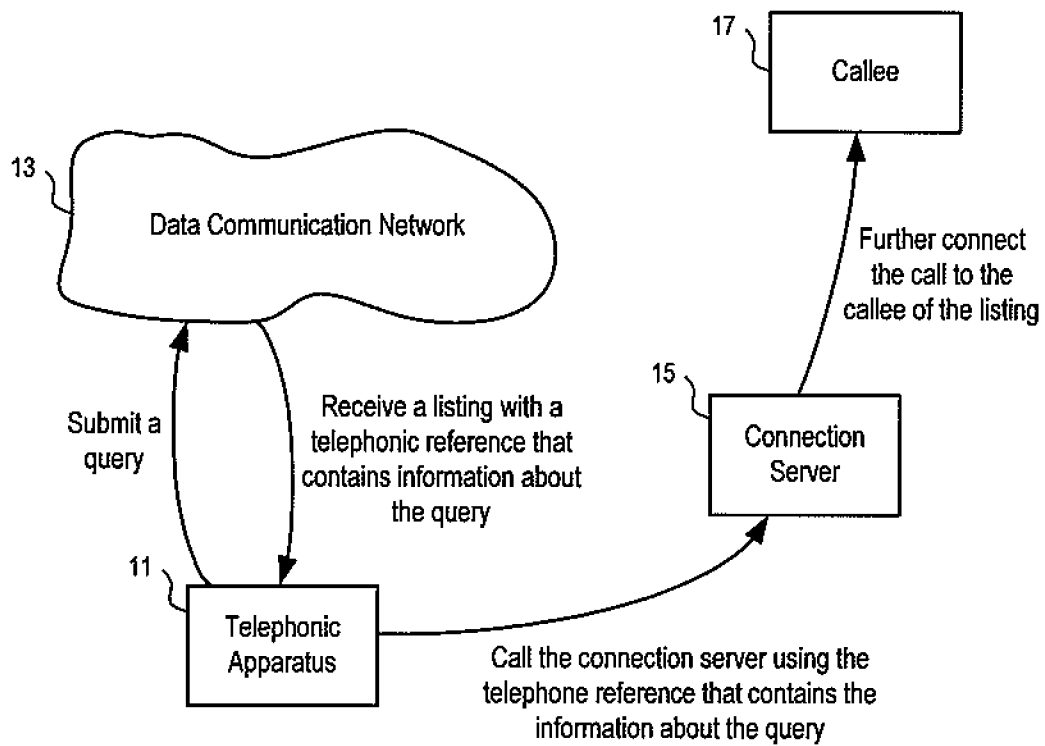 17
Callee
13
Data Communication Network
Further connect
the call to the
callee of the listing
15
Submit a
query
Receive a listing with a
telephonic reference that
contains information about
the query
Connection
Server
11
Telephonic
Apparatus
Call the connection server using the
telephone reference that contains the
information about the query